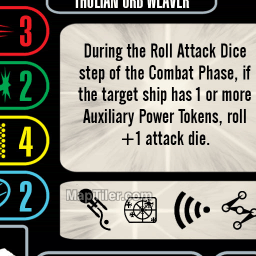 THOLIAN ORB WEAVER
3
2
4
2
During the Roll Attack Dice
step of the Combat Phase, if
the target ship has 1 or more
Auxiliary Power Tokens, roll
+1 attack die.
MapTiler.com